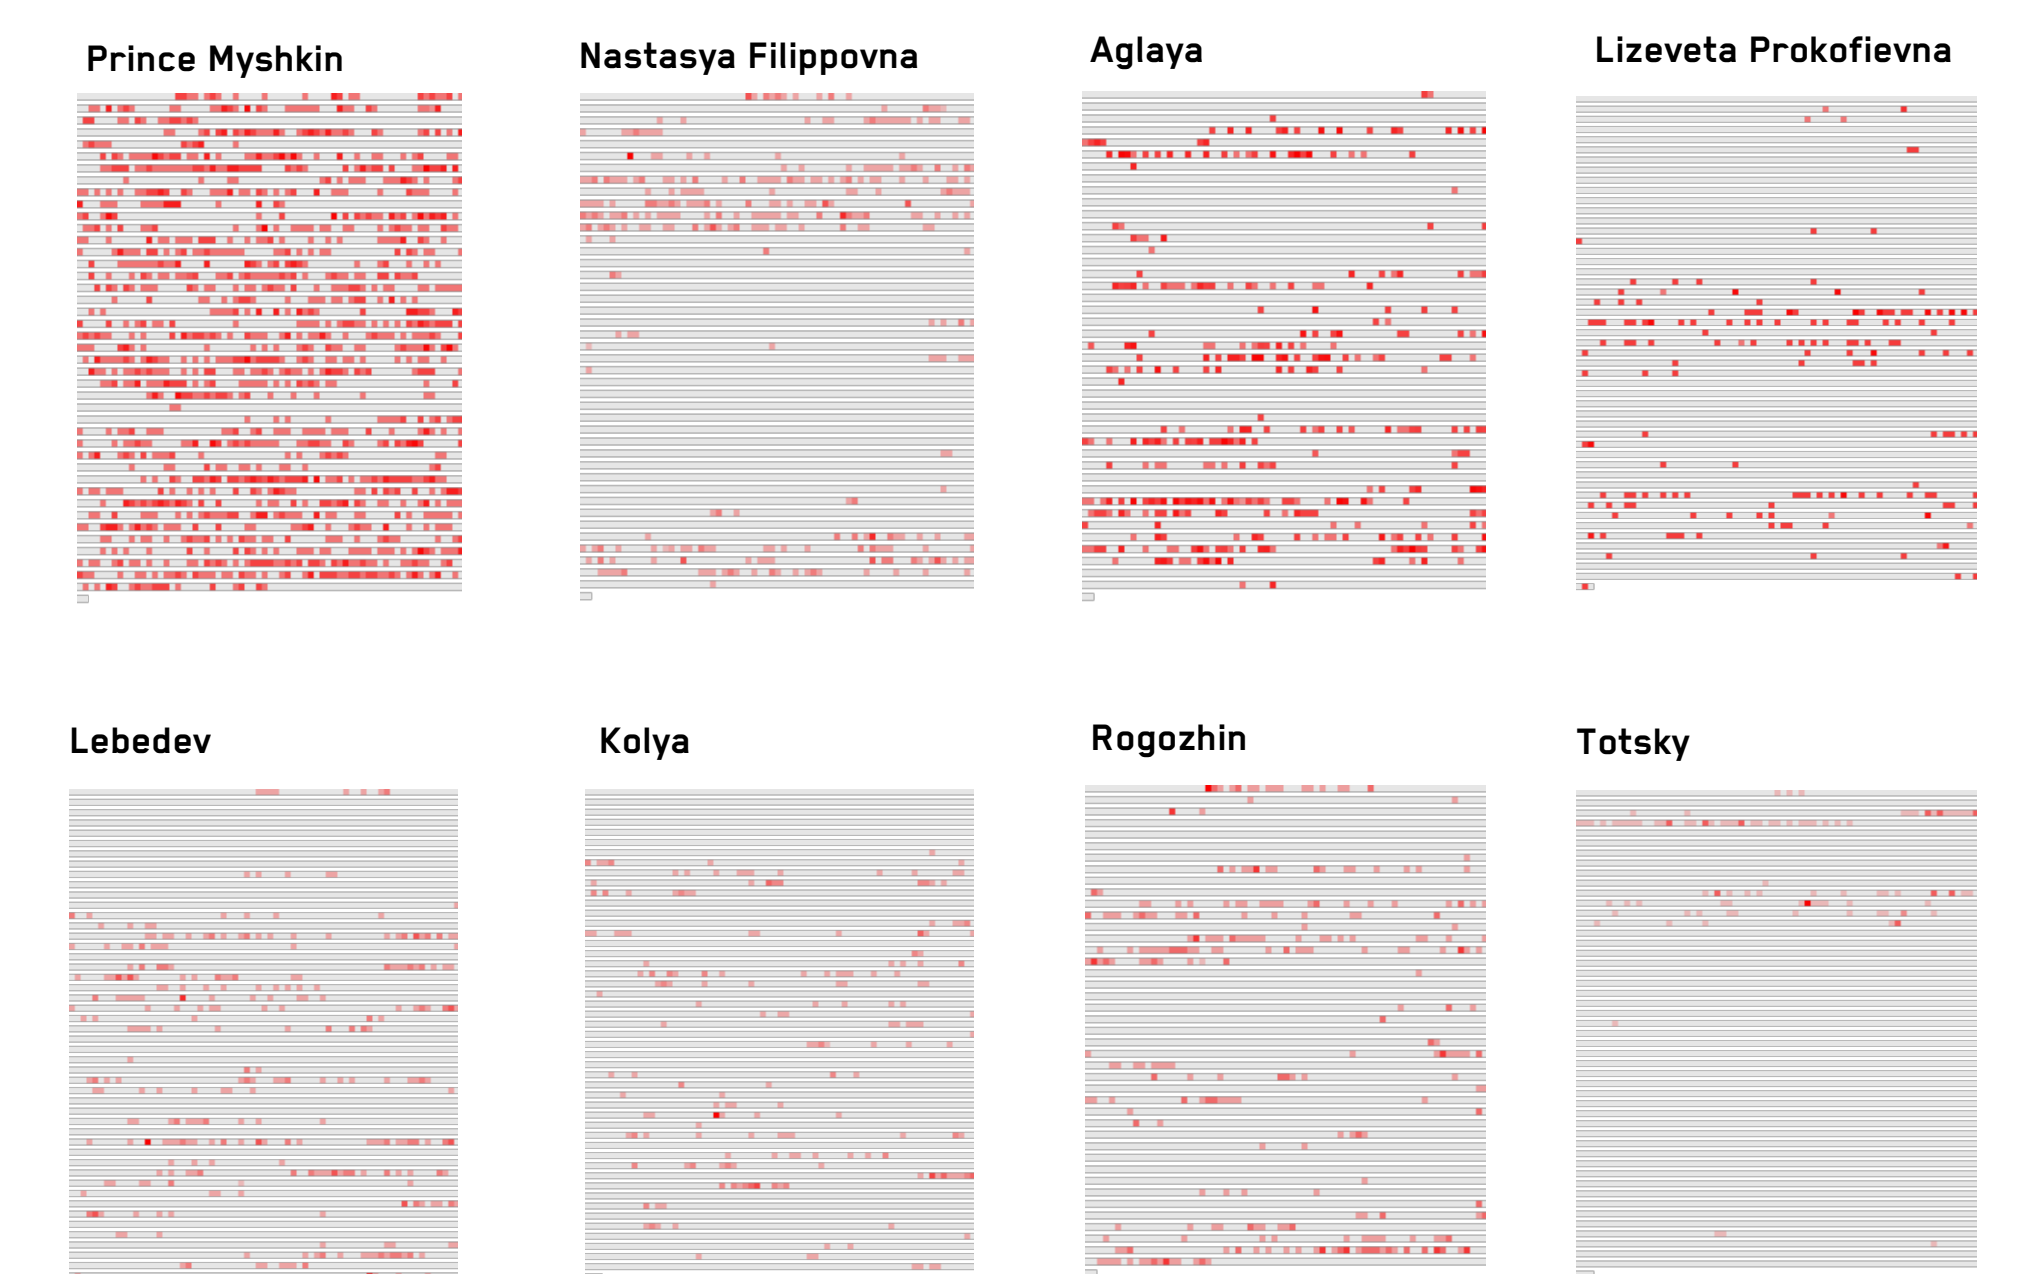 Prince Myshkin
Nastasya Filippovna
Aglaya
Lizeveta Prokofievna
Lebedev
Kolya
Rogozhin
Totsky